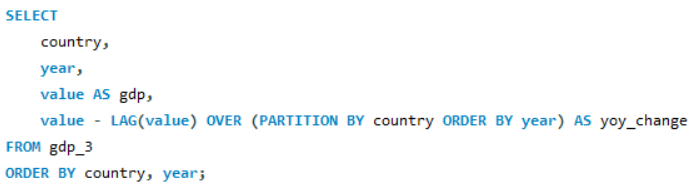 SELECT
country,
year,
value AS gdp,
value - LAG(value) OVER (PARTITION BY country ORDER BY year) AS yoy_change
FROM gdp_3
ORDER BY country, year;